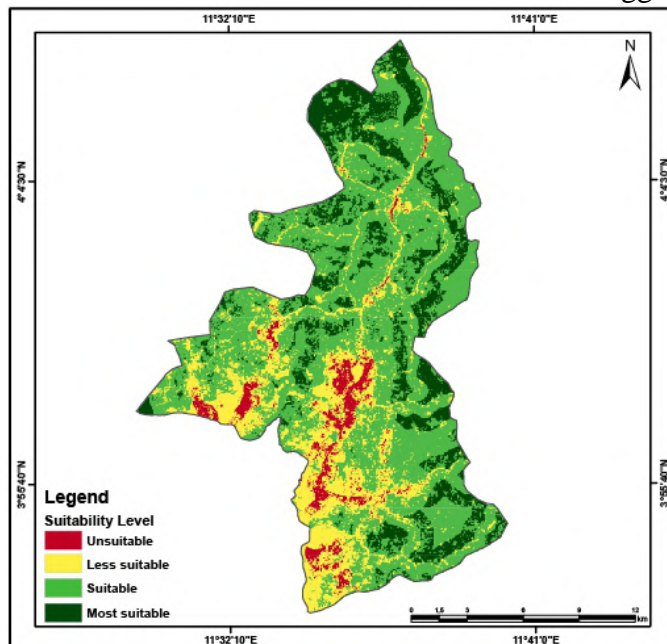 11°32'10"E 11°41'0"E
N
4°4'30"N 4°4'30"N
3°55'40"N 3°55'40"N
Legend
Suitability Level
Unsuitable
Less suitable
Suitable
Most suitable
0 1,5 3 6 9 12
km
11°32'10"E 11°41'0"E